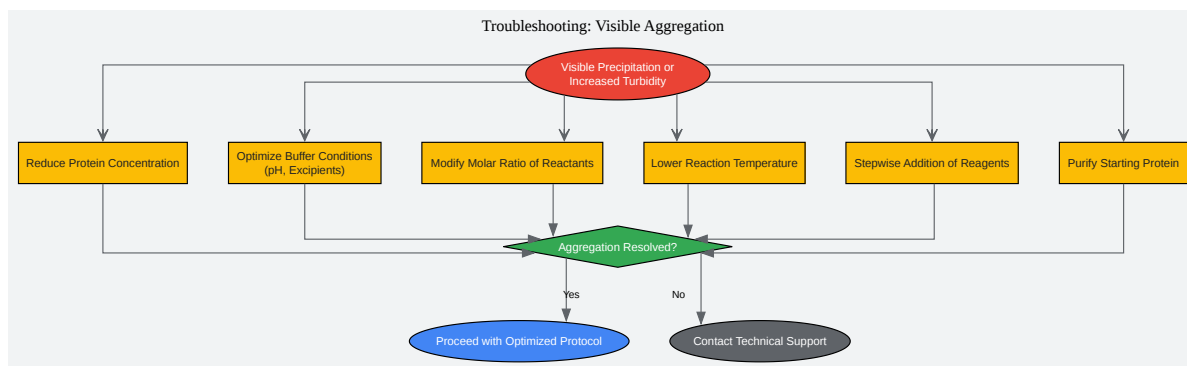 Troubleshooting: Visible Aggregation
Visible Precipitation or
Increased Turbidity
Reduce Protein Concentration
Optimize Buffer Conditions
(pH, Excipients)
Modify Molar Ratio of Reactants
Lower Reaction Temperature
Stepwise Addition of Reagents
Purify Starting Protein
Aggregation Resolved?
Yes
No
Proceed with Optimized Protocol
Contact Technical Support